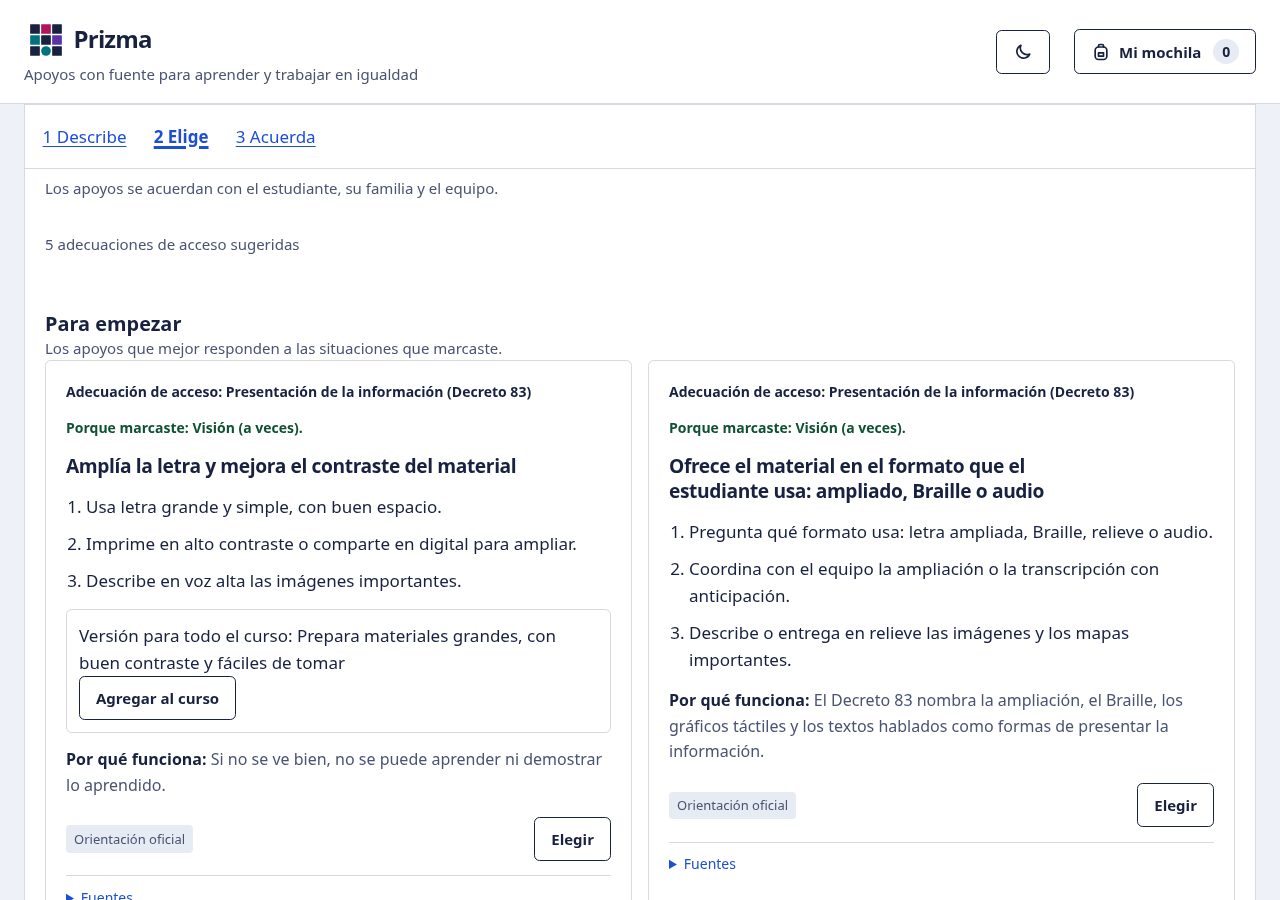 Prizma
Apoyos con fuente para aprender y trabajar en igualdad
Mi mochila 0
1 Describe 2 Elige 3 Acuerda
Los apoyos se acuerdan con el estudiante, su familia y el equipo.
5 adecuaciones de acceso sugeridas
Para empezar
Los apoyos que mejor responden a las situaciones que marcaste.
Adecuación de acceso: Presentación de la información (Decreto 83)
Porque marcaste: Visión (a veces).
Amplía la letra y mejora el contraste del material
1. Usa letra grande y simple, con buen espacio.
2. Imprime en alto contraste o comparte en digital para ampliar.
3. Describe en voz alta las imágenes importantes.
Versión para todo el curso: Prepara materiales grandes, con
buen contraste y fáciles de tomar
Agregar al curso
Por qué funciona: Si no se ve bien, no se puede aprender ni demostrar
lo aprendido.
Orientación oficial
Elegir
Fuentes
Adecuación de acceso: Presentación de la información (Decreto 83)
Porque marcaste: Visión (a veces).
Ofrece el material en el formato que el
estudiante usa: ampliado, Braille o audio
1. Pregunta qué formato usa: letra ampliada, Braille, relieve o audio.
2. Coordina con el equipo la ampliación o la transcripción con
anticipación.
3. Describe o entrega en relieve las imágenes y los mapas
importantes.
Por qué funciona: El Decreto 83 nombra la ampliación, el Braille, los
gráficos táctiles y los textos hablados como formas de presentar la
información.
Orientación oficial
Elegir
Fuentes